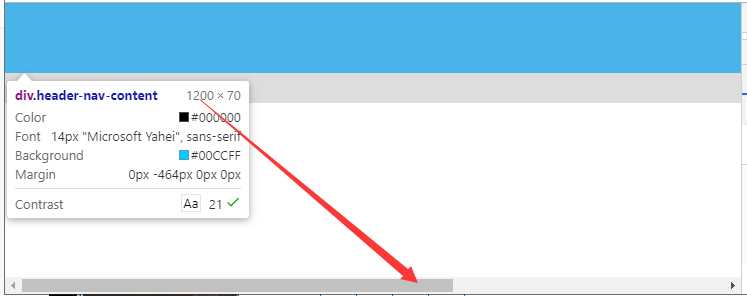 div.header-nav-content 1200 × 70
Color #000000
Font 14px "Microsoft Yahei", sans-serif
Background #00CCFF
Margin 0px -464px 0px 0px
Contrast Aa 21